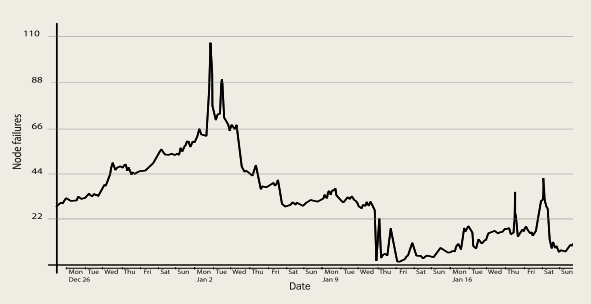 110
88
66
44
22
Node failures
Mon Tue Wed Thu Fri Sat Sun Mon Tue Wed Thu Fri Sat Sun Mon Tue Wed Thu Fri Sat Sun Mon Tue Wed Thu Fri Sat Sun
Dec 26 Jan 2 Jan 9 Jan 16
Date